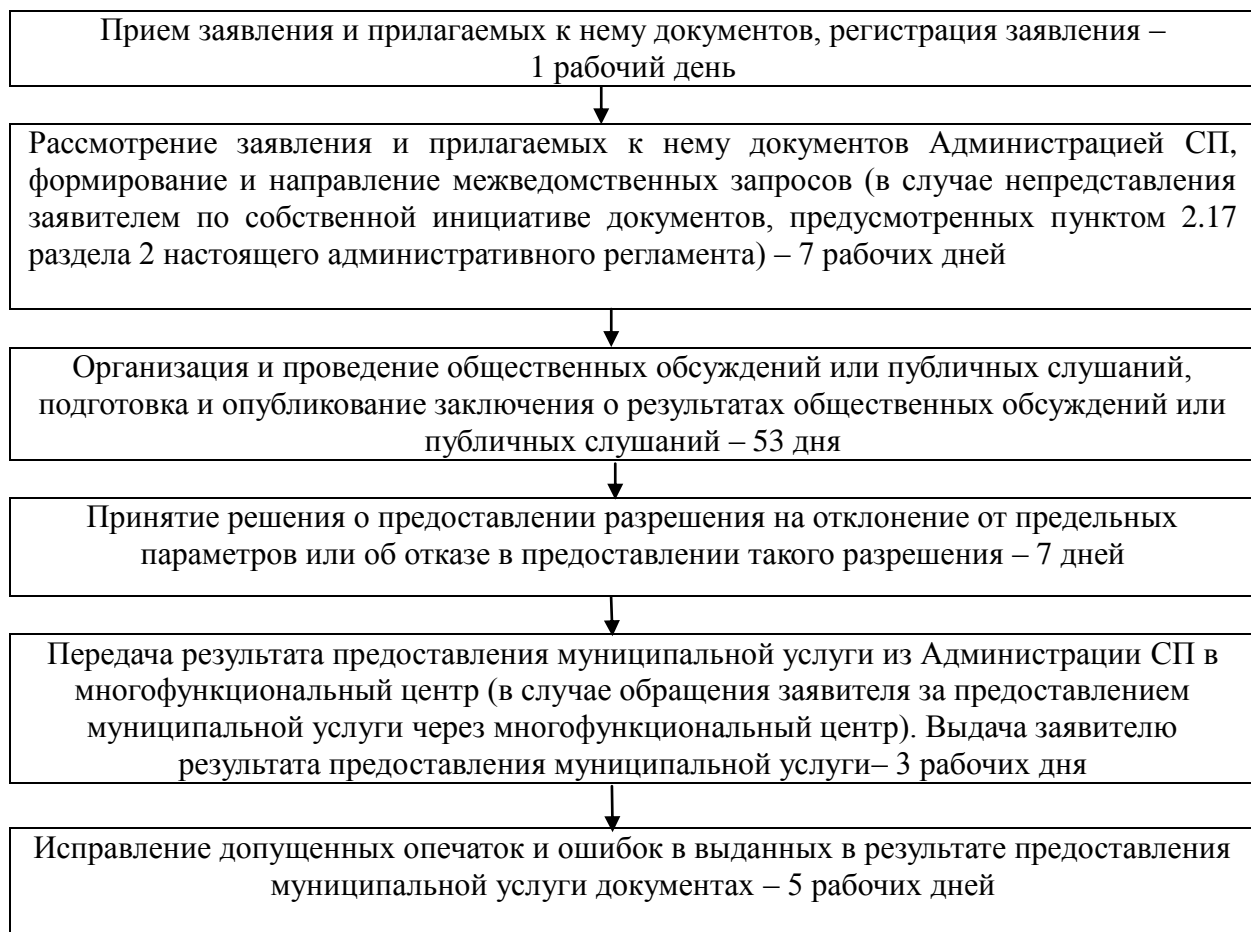 Прием заявления и прилагаемых к нему документов, регистрация заявления –
1 рабочий день
Рассмотрение заявления и прилагаемых к нему документов Администрацией СП,
формирование и направление межведомственных запросов (в случае непредставления
заявителем по собственной инициативе документов, предусмотренных пунктом 2.17
раздела 2 настоящего административного регламента) – 7 рабочих дней
Организация и проведение общественных обсуждений или публичных слушаний,
подготовка и опубликование заключения о результатах общественных обсуждений или
публичных слушаний – 53 дня
Принятие решения о предоставлении разрешения на отклонение от предельных
параметров или об отказе в предоставлении такого разрешения – 7 дней
Передача результата предоставления муниципальной услуги из Администрации СП в
многофункциональный центр (в случае обращения заявителя за предоставлением
муниципальной услуги через многофункциональный центр). Выдача заявителю
результата предоставления муниципальной услуги– 3 рабочих дня
Исправление допущенных опечаток и ошибок в выданных в результате предоставления
муниципальной услуги документах – 5 рабочих дней